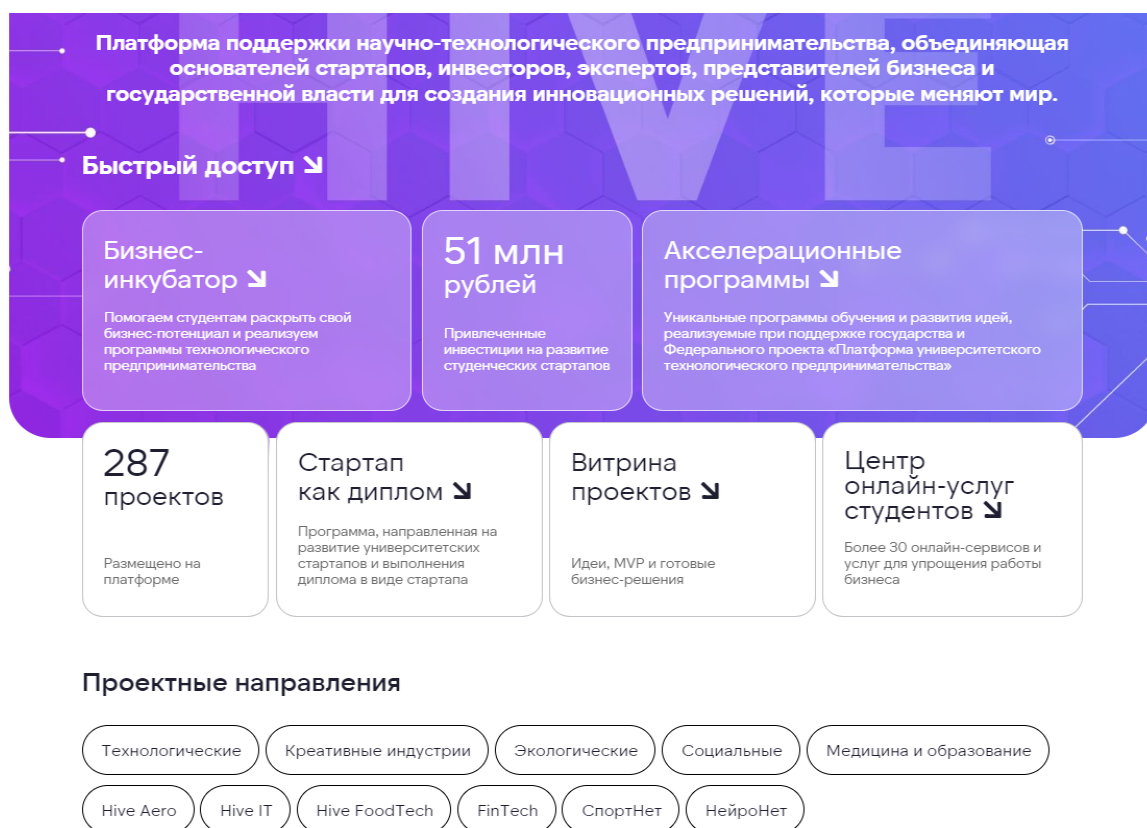 HIVE
Платформа поддержки научно-технологического предпринимательства, объединяющая
основателей стартапов, инвесторов, экспертов, представителей бизнеса и
государственной власти для создания инновационных решений, которые меняют мир.
Быстрый доступ
Бизнес-
инкубатор
Помогаем студентам раскрыть свой
бизнес-потенциал и реализуем
программы технологического
предпринимательства
51 млн
рублей
Привлеченные
инвестиции на развитие
студенческих стартапов
Акселерационные
программы
Уникальные программы обучения и развития идей,
реализуемые при поддержке государства и
Федерального проекта «Платформа университетского
технологического предпринимательства»
287
проектов
Размещено на
платформе
Стартап
как диплом
Программа, направленная на
развитие университетских
стартапов и выполнения
диплома в виде стартапа
Витрина
проектов
Идеи, MVP и готовые
бизнес-решения
Центр
онлайн-услуг
студентов
Более 30 онлайн-сервисов и
услуг для упрощения работы
бизнеса
Проектные направления
Технологические
Креативные индустрии
Экологические
Социальные
Медицина и образование
Hive Aero
Hive IT
Hive FoodTech
FinTech
СпортНет
НейроНет